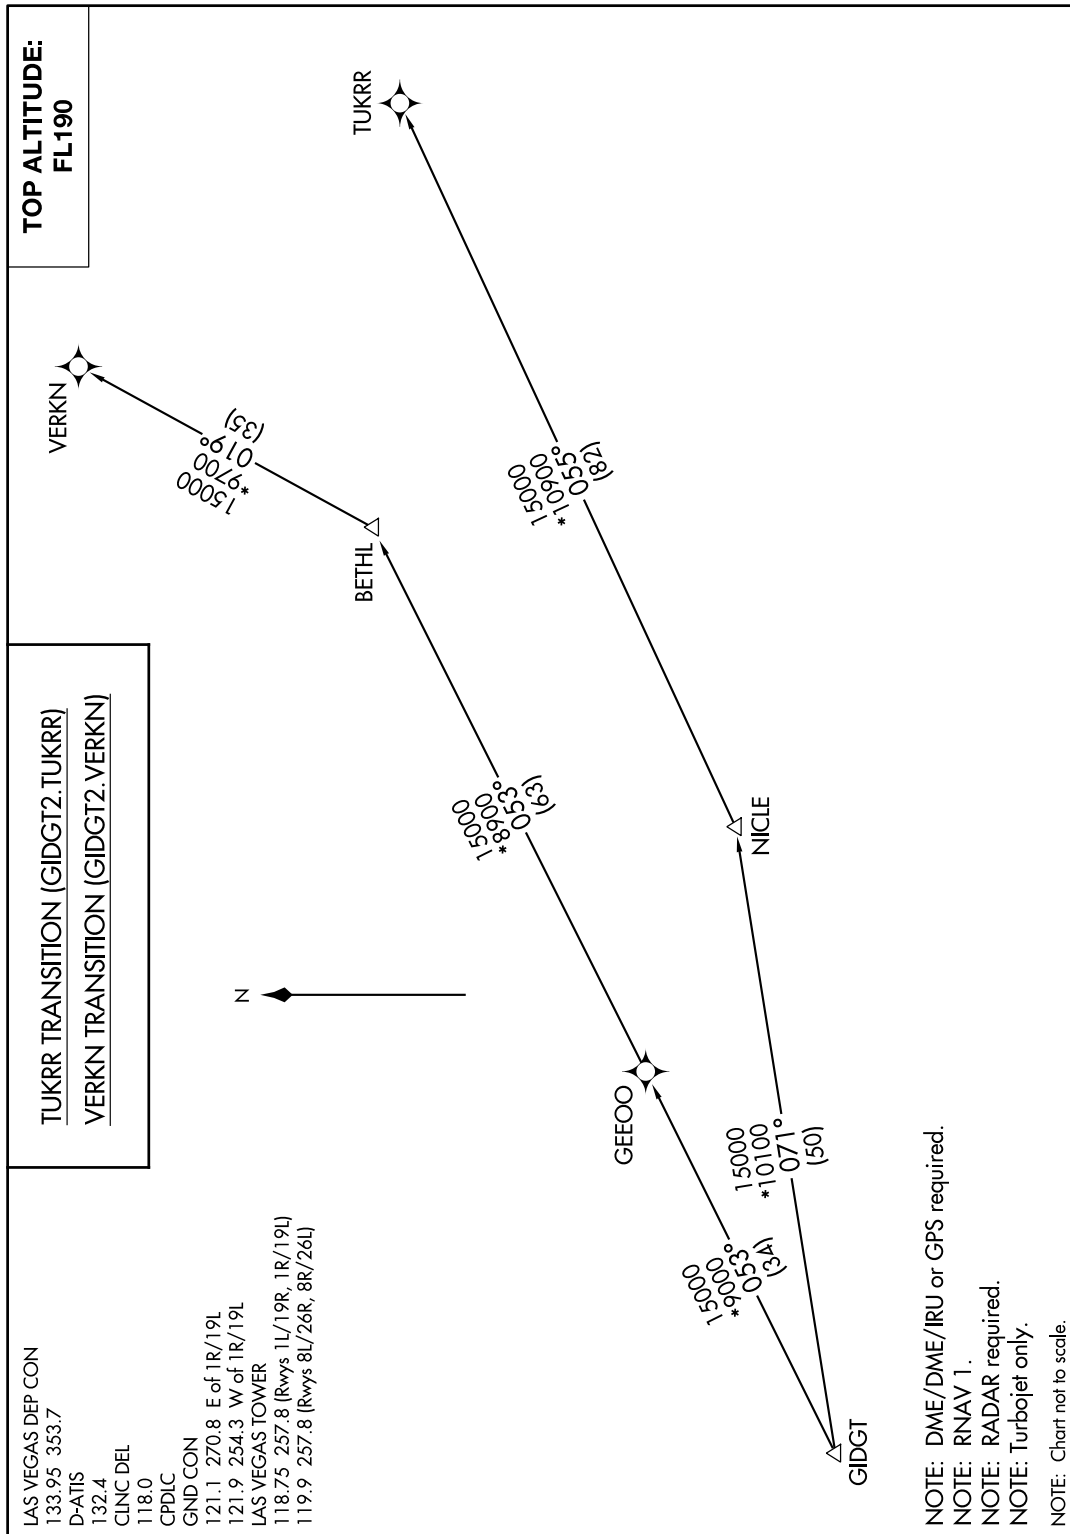 LAS VEGAS DEP CON
133.95 353.7
D-ATIS
132.4
CLNC DEL
118.0
CPDLC
GND CON
121.1 270.8 E of 1R/19L
121.9 254.3 W of 1R/19L
LAS VEGAS TOWER
118.75 257.8 (Rwys 1L/19R, 1R/19L)
119.9 257.8 (Rwys 8L/26R, 8R/26L)
TUKRR TRANSITION (GIDGT2.TUKRR)
VERKN TRANSITION (GIDGT2.VERKN)
TOP ALTITUDE:
FL190
N
VERKN
15000
*9700
019°
(35)
TUKRR
BETHL
15000
*10900
055°
(82)
15000
*8900
053°
(63)
GEEOO
NICLE
15000
*9000
053°
(34)
15000
*10100
071°
(50)
GIDGT
NOTE: DME/DME/IRU or GPS required.
NOTE: RNAV 1.
NOTE: RADAR required.
NOTE: Turbojet only.
NOTE: Chart not to scale.